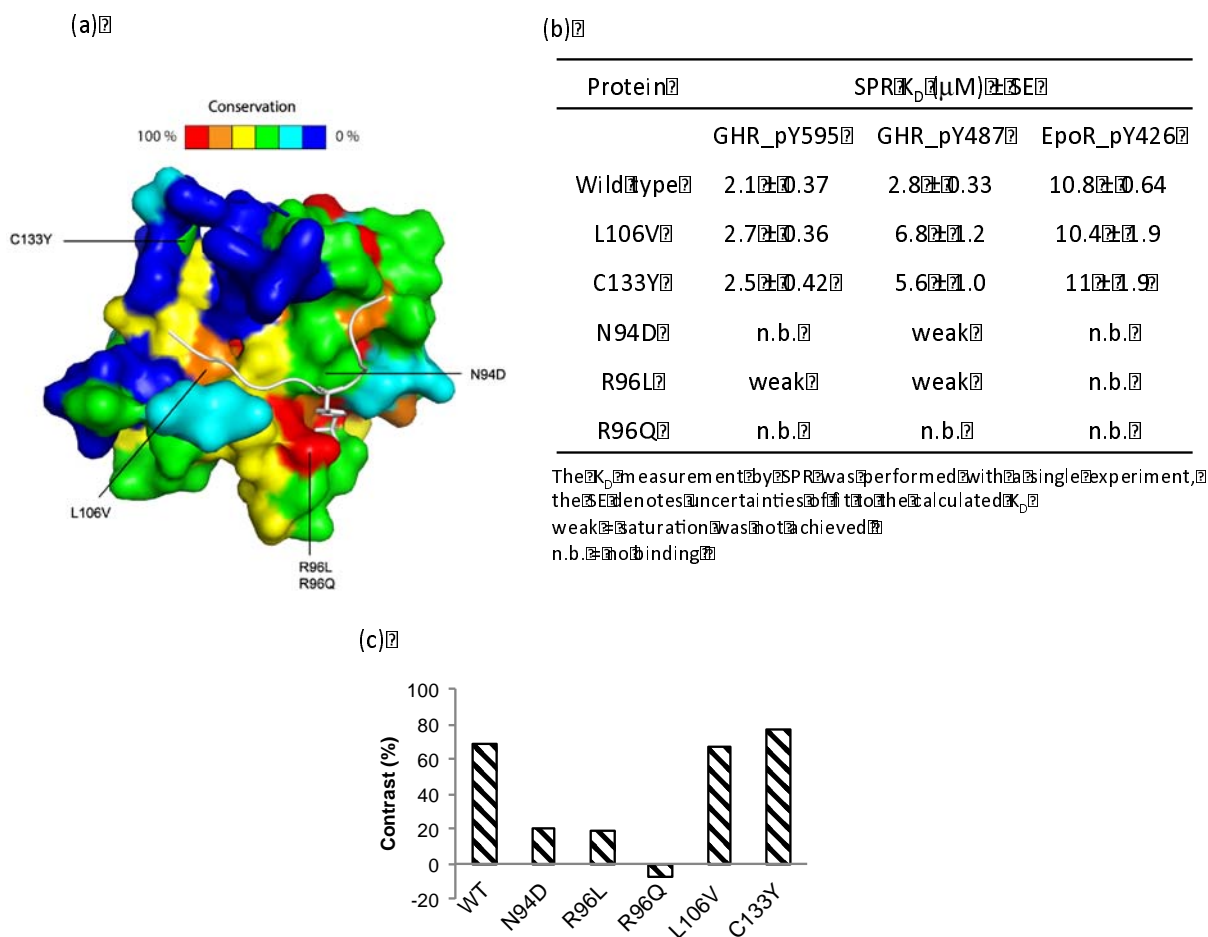 (a)
Conservation
100 % 0 %
C133Y
N94D
L106V
R96L
R96Q
(b)
Protein SPR KD (μM) ± SE
GHR_pY595 GHR_pY487 EpoR_pY426
Wild type 2.1 ± 0.37 2.8 ± 0.33 10.8 ± 0.64
L106V 2.7 ± 0.36 6.8 ± 1.2 10.4 ± 1.9
C133Y 2.5 ± 0.42 5.6 ± 1.0 11 ± 1.9
N94D n.b. weak n.b.
R96L weak weak n.b.
R96Q n.b. n.b. n.b.
The KD measurement by SPR was performed with a single experiment,
the SE denotes uncertainties of fit to the calculated KD
weak = saturation was not achieved
n.b. = no binding
(c)
Contrast (%)
100
80
60
40
20
0
-20
WT N94D R96L R96Q L106V C133Y